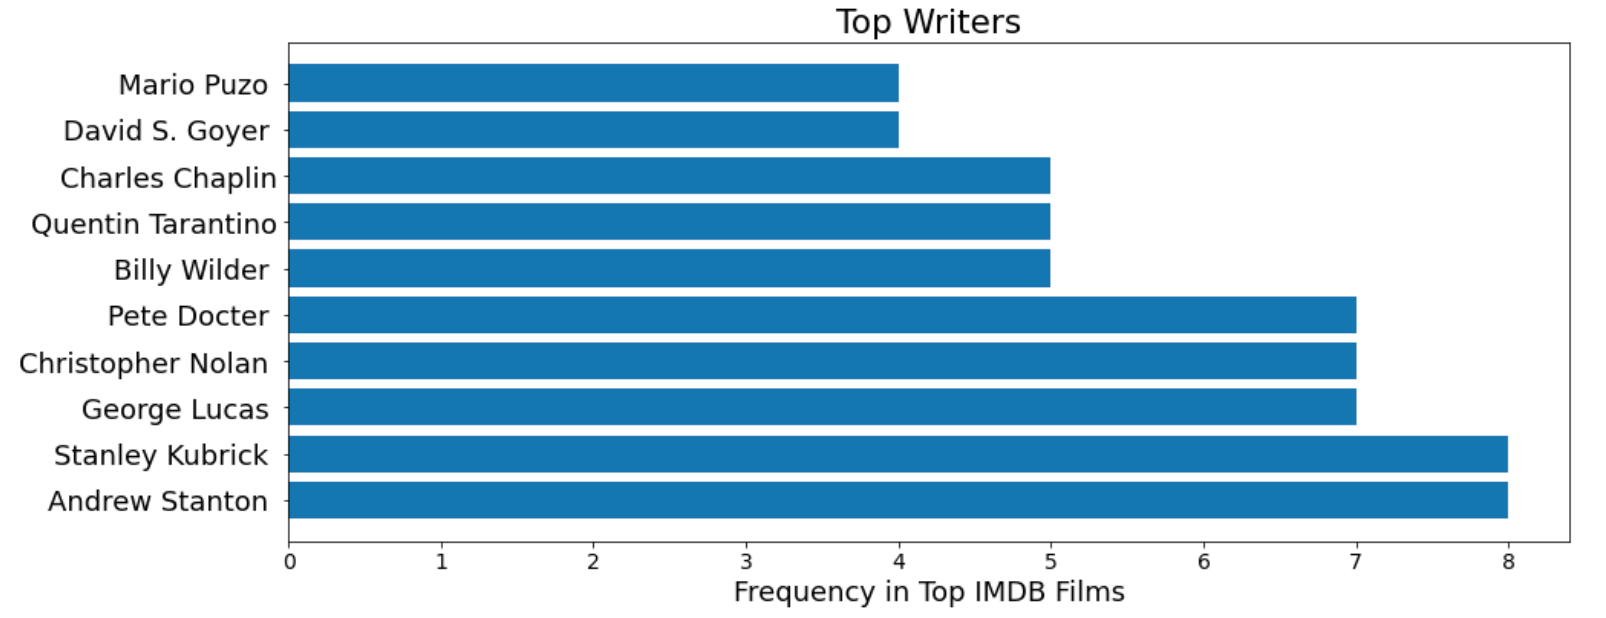 Top Writers
Mario Puzo
David S. Goyer
Charles Chaplin
Quentin Tarantino
Billy Wilder
Pete Docter
Christopher Nolan
George Lucas
Stanley Kubrick
Andrew Stanton
0 1 2 3 4 5 6 7 8
Frequency in Top IMDB Films